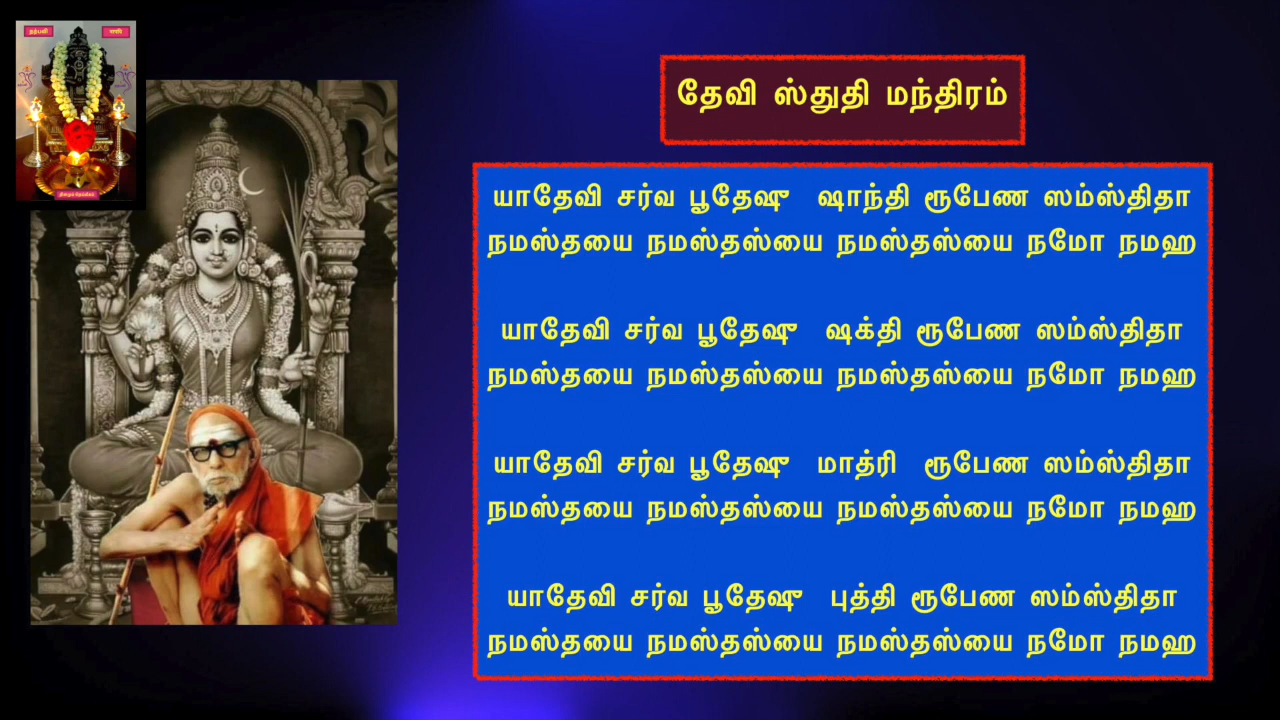 தேவி ஸ்துதி மந்திரம்
யாதேவி சர்வ பூதேஷு ஷாந்தி ரூபேண ஸம்ஸ்திதா
நமஸ்தயை நமஸ்தஸ்யை நமஸ்தஸ்யை நமோ நமஹ
யாதேவி சர்வ பூதேஷு ஷக்தி ரூபேண ஸம்ஸ்திதா
நமஸ்தயை நமஸ்தஸ்யை நமஸ்தஸ்யை நமோ நமஹ
யாதேவி சர்வ பூதேஷு மாத்ரி ரூபேண ஸம்ஸ்திதா
நமஸ்தயை நமஸ்தஸ்யை நமஸ்தஸ்யை நமோ நமஹ
யாதேவி சர்வ பூதேஷு புத்தி ரூபேண ஸம்ஸ்திதா
நமஸ்தயை நமஸ்தஸ்யை நமஸ்தஸ்யை நமோ நமஹ